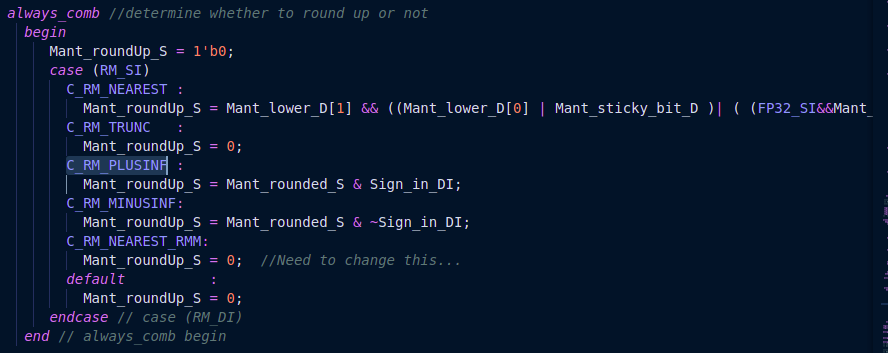 always_comb //determine whether to round up or not
begin
Mant_roundUp_S = 1'b0;
case (RM_SI)
C_RM_NEAREST :
Mant_roundUp_S = Mant_lower_D[1] && ((Mant_lower_D[0] | Mant_sticky_bit_D )| ( (FP32_SI&&Mant_
C_RM_TRUNC :
Mant_roundUp_S = 0;
C_RM_PLUSINF :
Mant_roundUp_S = Mant_rounded_S & Sign_in_DI;
C_RM_MINUSINF:
Mant_roundUp_S = Mant_rounded_S & ~Sign_in_DI;
C_RM_NEAREST_RMM:
Mant_roundUp_S = 0; //Need to change this...
default :
Mant_roundUp_S = 0;
endcase // case (RM_DI)
end // always_comb begin